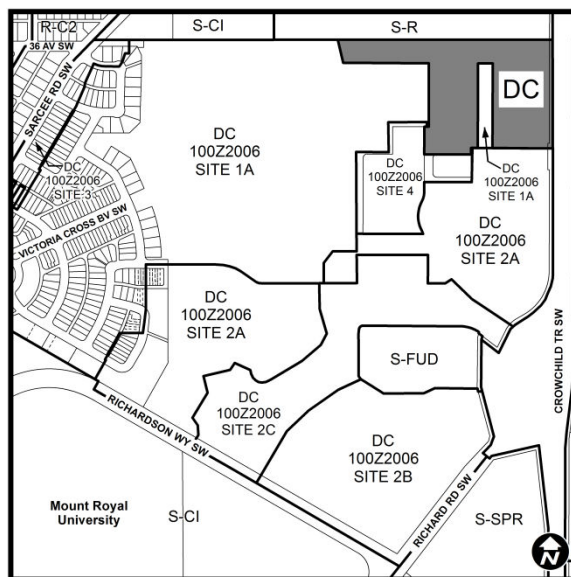 R-C2
S-CI
S-R
36 AV SW
SARCEE RD SW
DC
DC
100Z2006
SITE 1A
DC
100Z2006
SITE 4
DC
100Z2006
SITE 1A
DC
100Z2006
SITE 3
VICTORIA CROSS BV SW
DC
100Z2006
SITE 2A
DC
100Z2006
SITE 2A
S-FUD
CROWCHILD TR SW
DC
100Z2006
SITE 2C
RICHARDSON WY SW
DC
100Z2006
SITE 2B
RICHARD RD SW
Mount Royal
University
S-CI
S-SPR
N